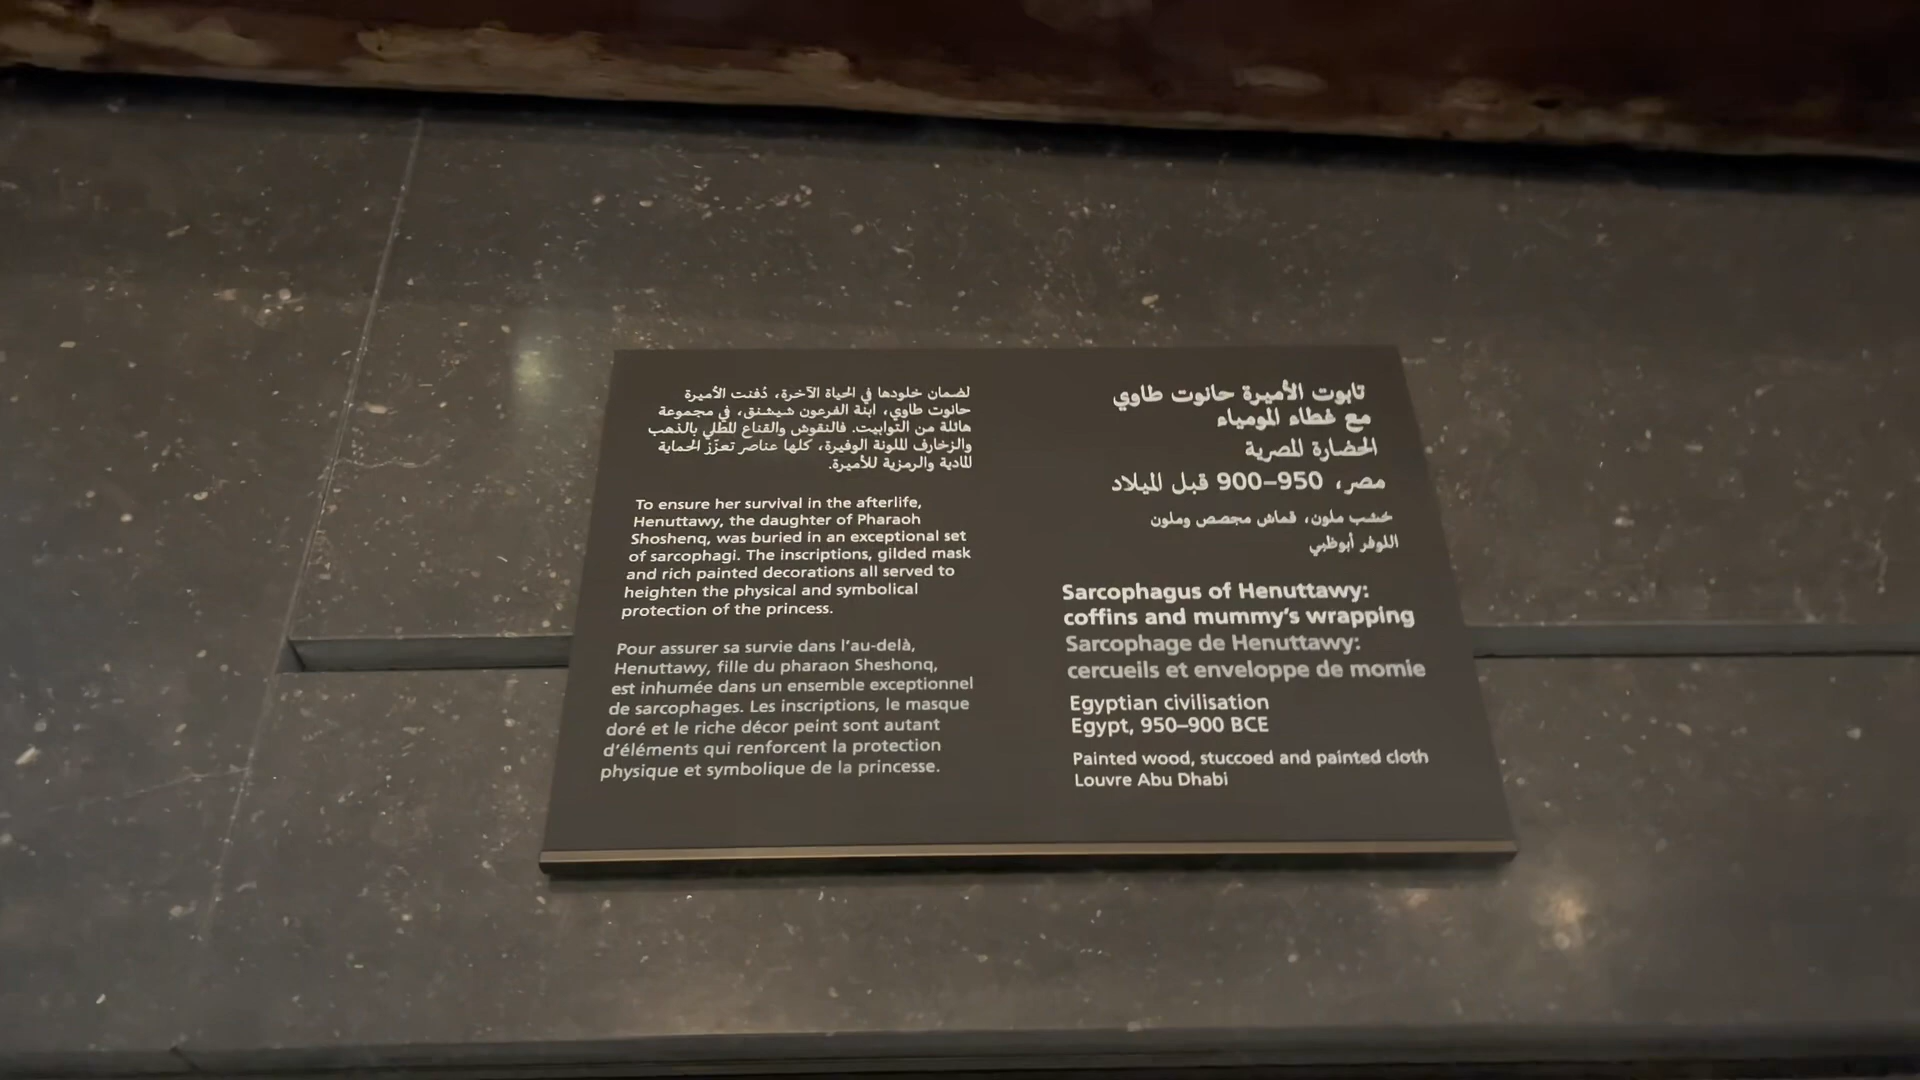 لضمان خلودها في الحياة الآخرة، دُفنت الأميرة
حانوت طاوي، ابنة الفرعون شيشنق، في مجموعة
هائلة من التوابيت. فالنقوش والقناع المطلي بالذهب
والزخارف الملونة الوفيرة، كلها عناصر تعزّز الحماية
المادية والرمزية للأميرة.
To ensure her survival in the afterlife,
Henuttawy, the daughter of Pharaoh
Shoshenq, was buried in an exceptional set
of sarcophagi. The inscriptions, gilded mask
and rich painted decorations all served to
heighten the physical and symbolical
protection of the princess.
Pour assurer sa survie dans l'au-delà,
Henuttawy, fille du pharaon Sheshonq,
est inhumée dans un ensemble exceptionnel
de sarcophages. Les inscriptions, le masque
doré et le riche décor peint sont autant
d'éléments qui renforcent la protection
physique et symbolique de la princesse.
تابوت الأميرة حانوت طاوي
مع غطاء المومياء
الحضارة المصرية
مصر، 950–900 قبل الميلاد
خشب ملون، قماش مجصص وملون
اللوفر أبوظبي
Sarcophagus of Henuttawy:
coffins and mummy's wrapping
Sarcophage de Henuttawy:
cercueils et enveloppe de momie
Egyptian civilisation
Egypt, 950–900 BCE
Painted wood, stuccoed and painted cloth
Louvre Abu Dhabi